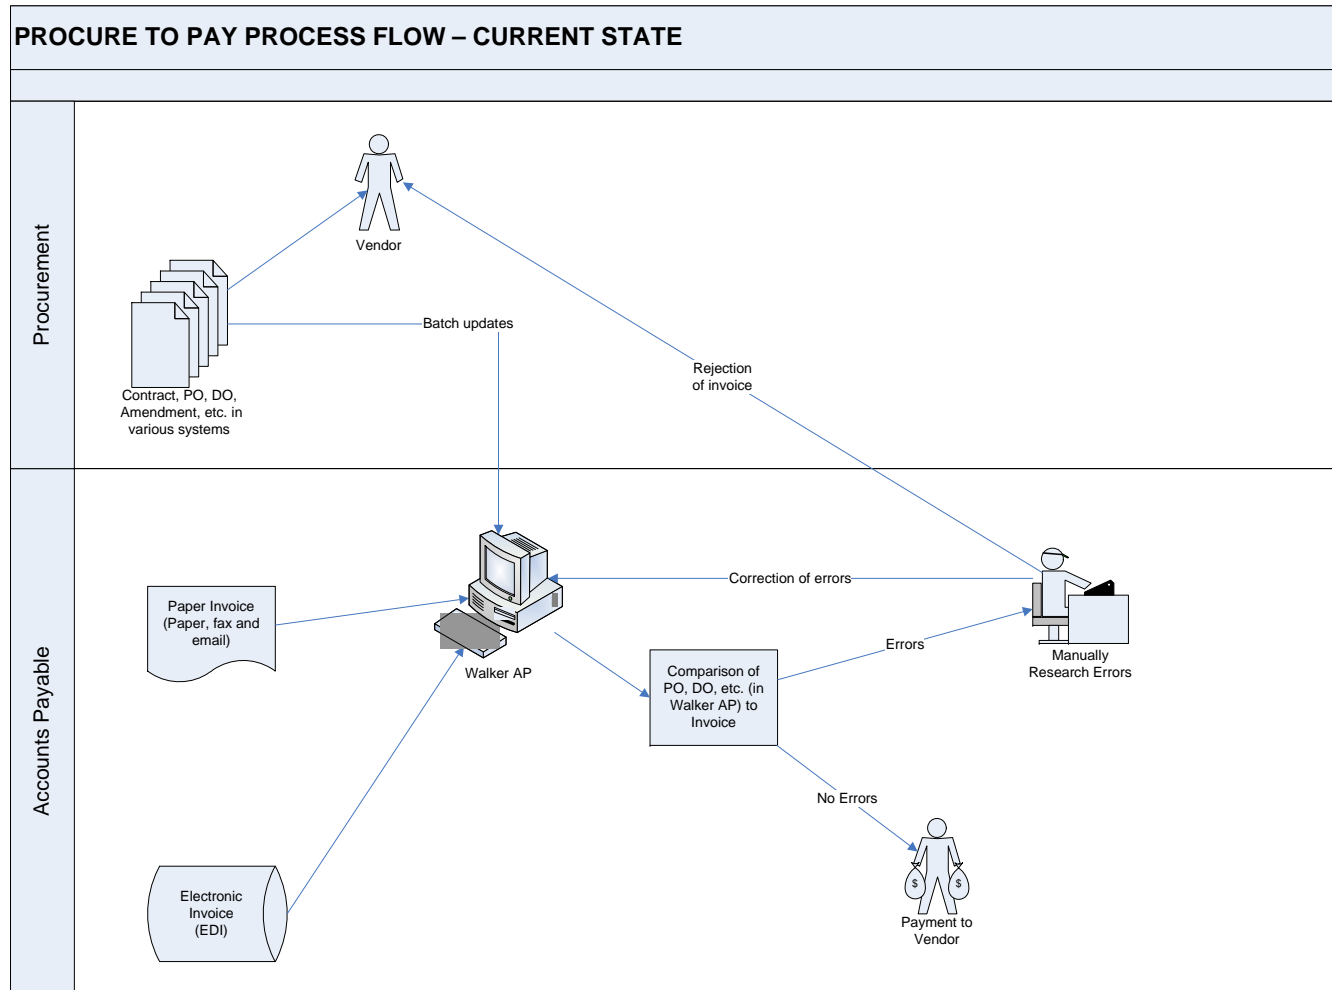 PROCURE TO PAY PROCESS FLOW – CURRENT STATE
Procurement
Vendor
Batch updates
Contract, PO, DO,
Amendment, etc. in
various systems
Rejection
of invoice
Accounts Payable
Paper Invoice
(Paper, fax and
email)
Walker AP
Correction of errors
Errors
Manually
Research Errors
Comparison of
PO, DO, etc. (in
Walker AP) to
Invoice
No Errors
$ $
Payment to
Vendor
Electronic
Invoice
(EDI)